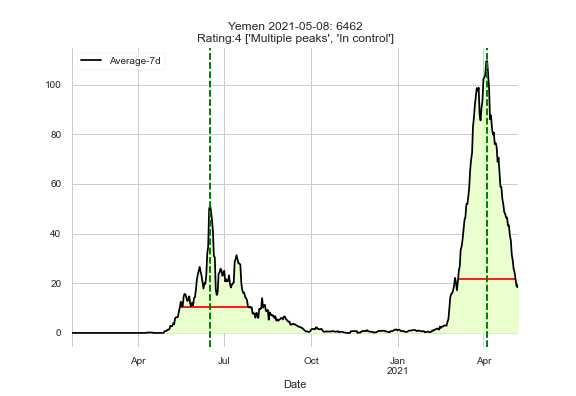 Yemen 2021-05-08: 6462
Rating:4 ['Multiple peaks', 'In control']
Average-7d
100
80
60
40
20
0
Apr Jul Oct Jan Apr
2021
Date